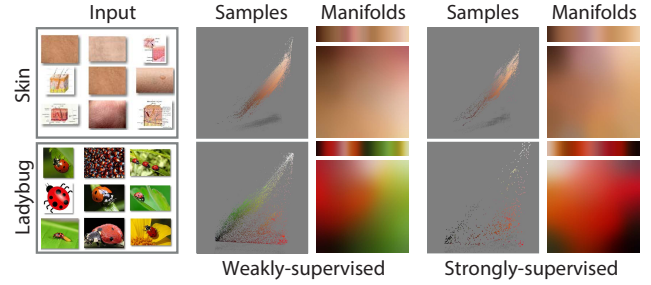 Input Samples Manifolds Samples Manifolds
Skin
Ladybug
Weakly-supervised Strongly-supervised